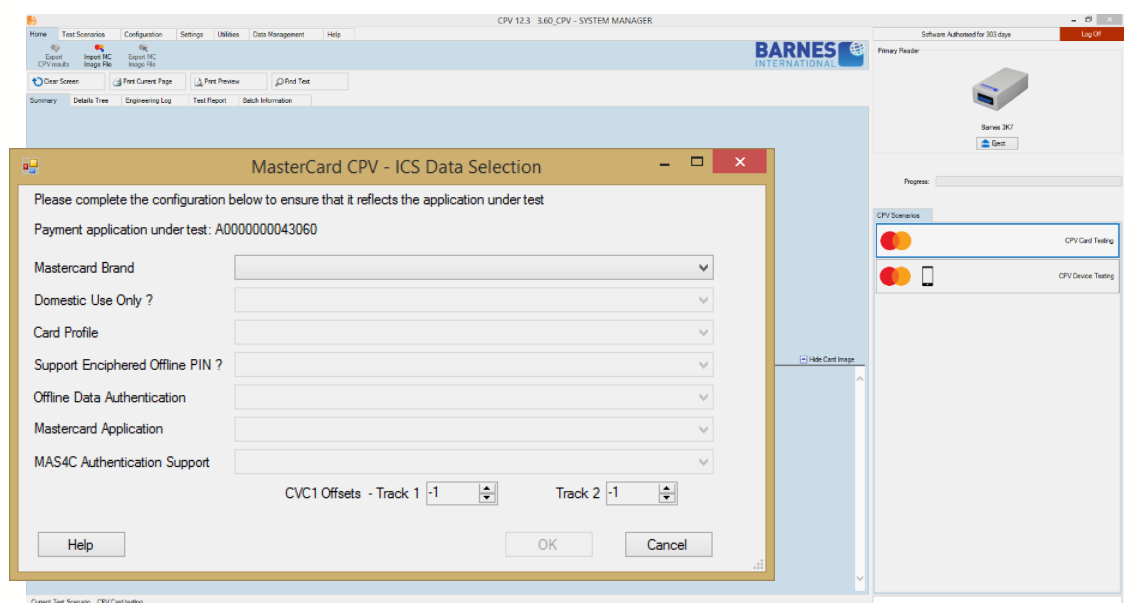 CPV 12.3 3.60_CPV - SYSTEM MANAGER
Home Test Scenarios Configuration Settings Utilities Data Management Help
Software Authorised for 303 days Log Off
Export CPV results Import MC Image File Export MC Image File
BARNES
INTERNATIONAL
Primary Reader
Clear Screen Print Current Page Print Preview Find Text
Summary Details Tree Engineering Log Test Report Batch Information
Barnes 3K7
Eject
Progress:
CPV Scenarios
CPV Card Testing
CPV Device Testing
Hide Card Image
MasterCard CPV - ICS Data Selection
Please complete the configuration below to ensure that it reflects the application under test
Payment application under test: A0000000043060
Mastercard Brand
Domestic Use Only ?
Card Profile
Support Enciphered Offline PIN ?
Offline Data Authentication
Mastercard Application
MAS4C Authentication Support
CVC1 Offsets - Track 1 -1 Track 2 -1
Help OK Cancel
Current Test Scenario CPV Card testing